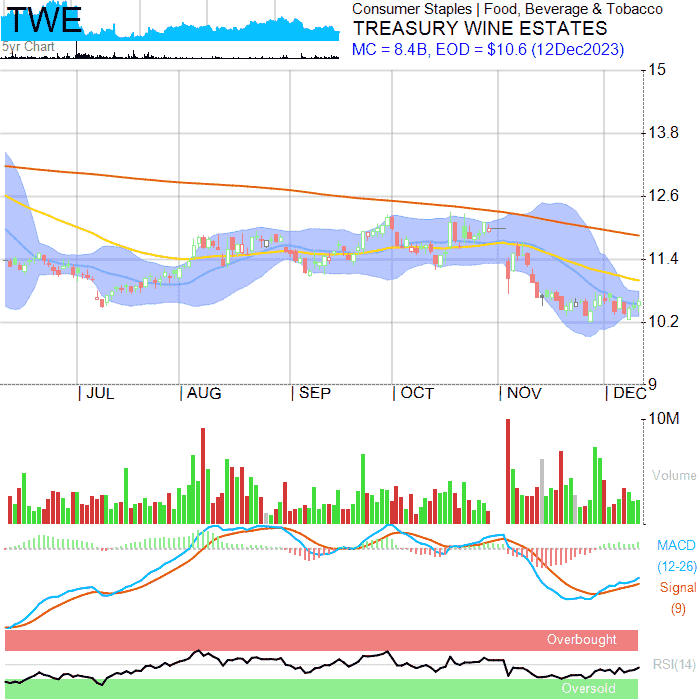 TWE
5yr Chart
Consumer Staples | Food, Beverage & Tobacco
TREASURY WINE ESTATES
MC = 8.4B, EOD = $10.6 (12Dec2023)
15
13.8
12.6
11.4
10.2
9
| JUL | AUG | SEP | OCT | NOV | DEC
10M
Volume
MACD
(12-26)
Signal
(9)
Overbought
RSI(14)
Oversold